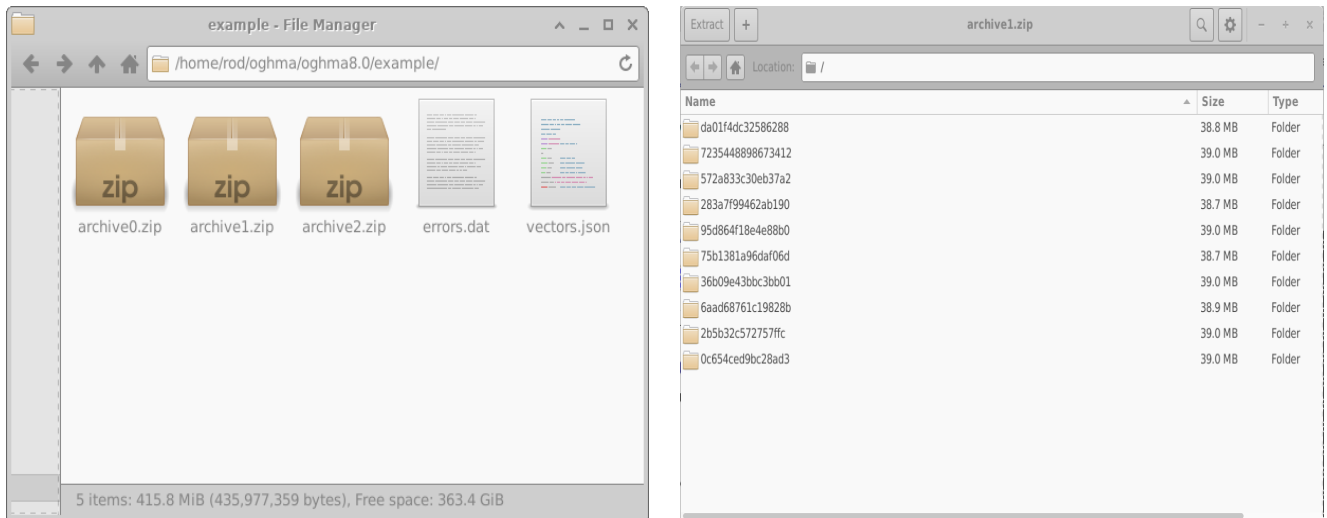 example - File Manager
/home/rod/oghma/oghma8.0/example/
zip zip zip
archive0.zip archive1.zip archive2.zip errors.dat vectors.json
5 items: 415.8 MiB (435,977,359 bytes), Free space: 363.4 GiB
Extract + archive1.zip
Location: /
Name Size Type
da01f4dc32586288 38.8 MB Folder
7235448898673412 39.0 MB Folder
572a833c30eb37a2 39.0 MB Folder
283a7f99462ab190 38.7 MB Folder
95d864f18e4e88b0 39.0 MB Folder
75b1381a96daf06d 38.7 MB Folder
36b09e43bbc3bb01 39.0 MB Folder
6aad68761c19828b 38.9 MB Folder
2b5b32c572757ffc 39.0 MB Folder
0c654ced9bc28ad3 39.0 MB Folder